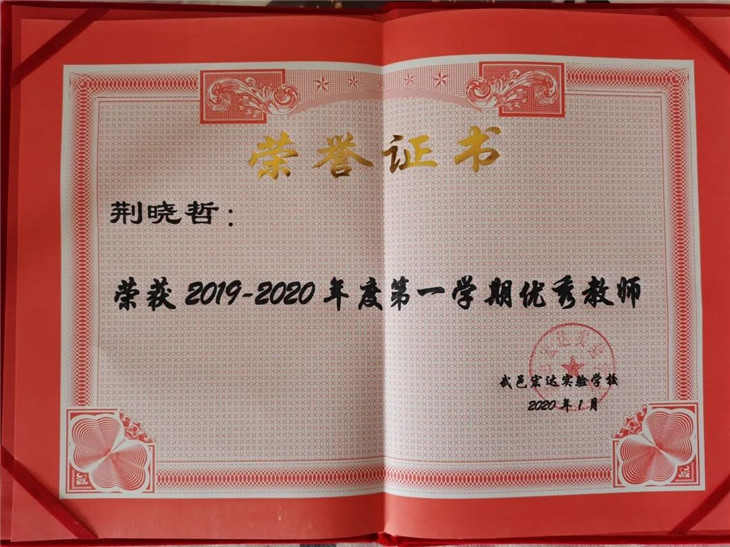 荣誉证书
荆晓哲：
荣获2019-2020年度第一学期优秀教师
武邑宏达实验学校
2020年1月